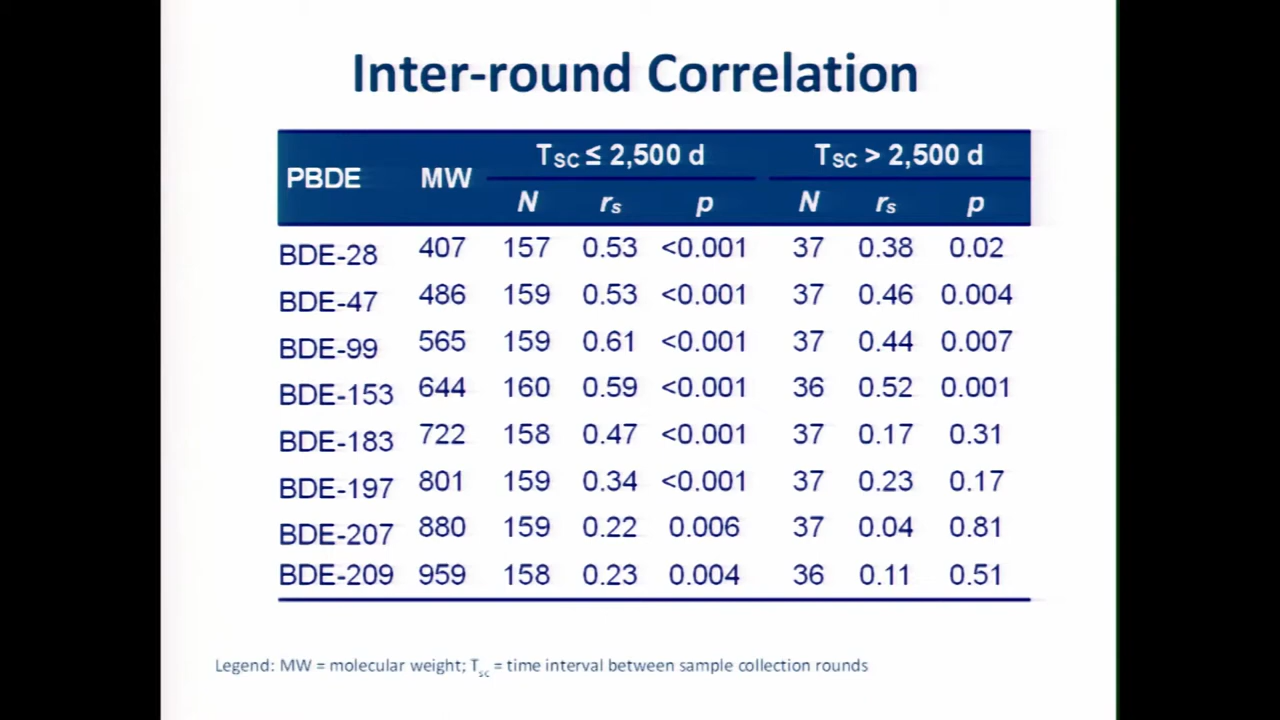 Inter-round Correlation
PBDE MW TSC ≤ 2,500 d TSC > 2,500 d
N rs p N rs p
BDE-28 407 157 0.53 <0.001 37 0.38 0.02
BDE-47 486 159 0.53 <0.001 37 0.46 0.004
BDE-99 565 159 0.61 <0.001 37 0.44 0.007
BDE-153 644 160 0.59 <0.001 36 0.52 0.001
BDE-183 722 158 0.47 <0.001 37 0.17 0.31
BDE-197 801 159 0.34 <0.001 37 0.23 0.17
BDE-207 880 159 0.22 0.006 37 0.04 0.81
BDE-209 959 158 0.23 0.004 36 0.11 0.51
Legend: MW = molecular weight; Tsc = time interval between sample collection rounds